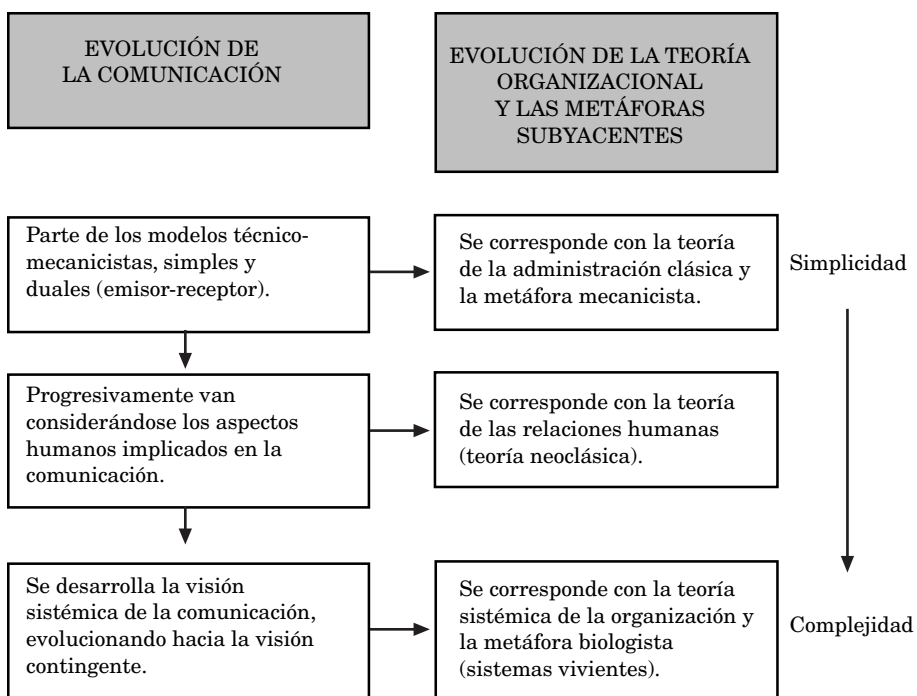 EVOLUCIÓN DE
LA COMUNICACIÓN
EVOLUCIÓN DE LA TEORÍA
ORGANIZACIONAL
Y LAS METÁFORAS
SUBYACENTES
Parte de los modelos técnico-
mecanicistas, simples y
duales (emisor-receptor).
Se corresponde con la teoría
de la administración clásica y
la metáfora mecanicista.
Simplicidad
Progresivamente van
considerándose los aspectos
humanos implicados en la
comunicación.
Se corresponde con la teoría
de las relaciones humanas
(teoría neoclásica).
Se desarrolla la visión
sistémica de la comunicación,
evolucionando hacia la visión
contingente.
Se corresponde con la teoría
sistémica de la organización y
la metáfora biologista
(sistemas vivientes).
Complejidad